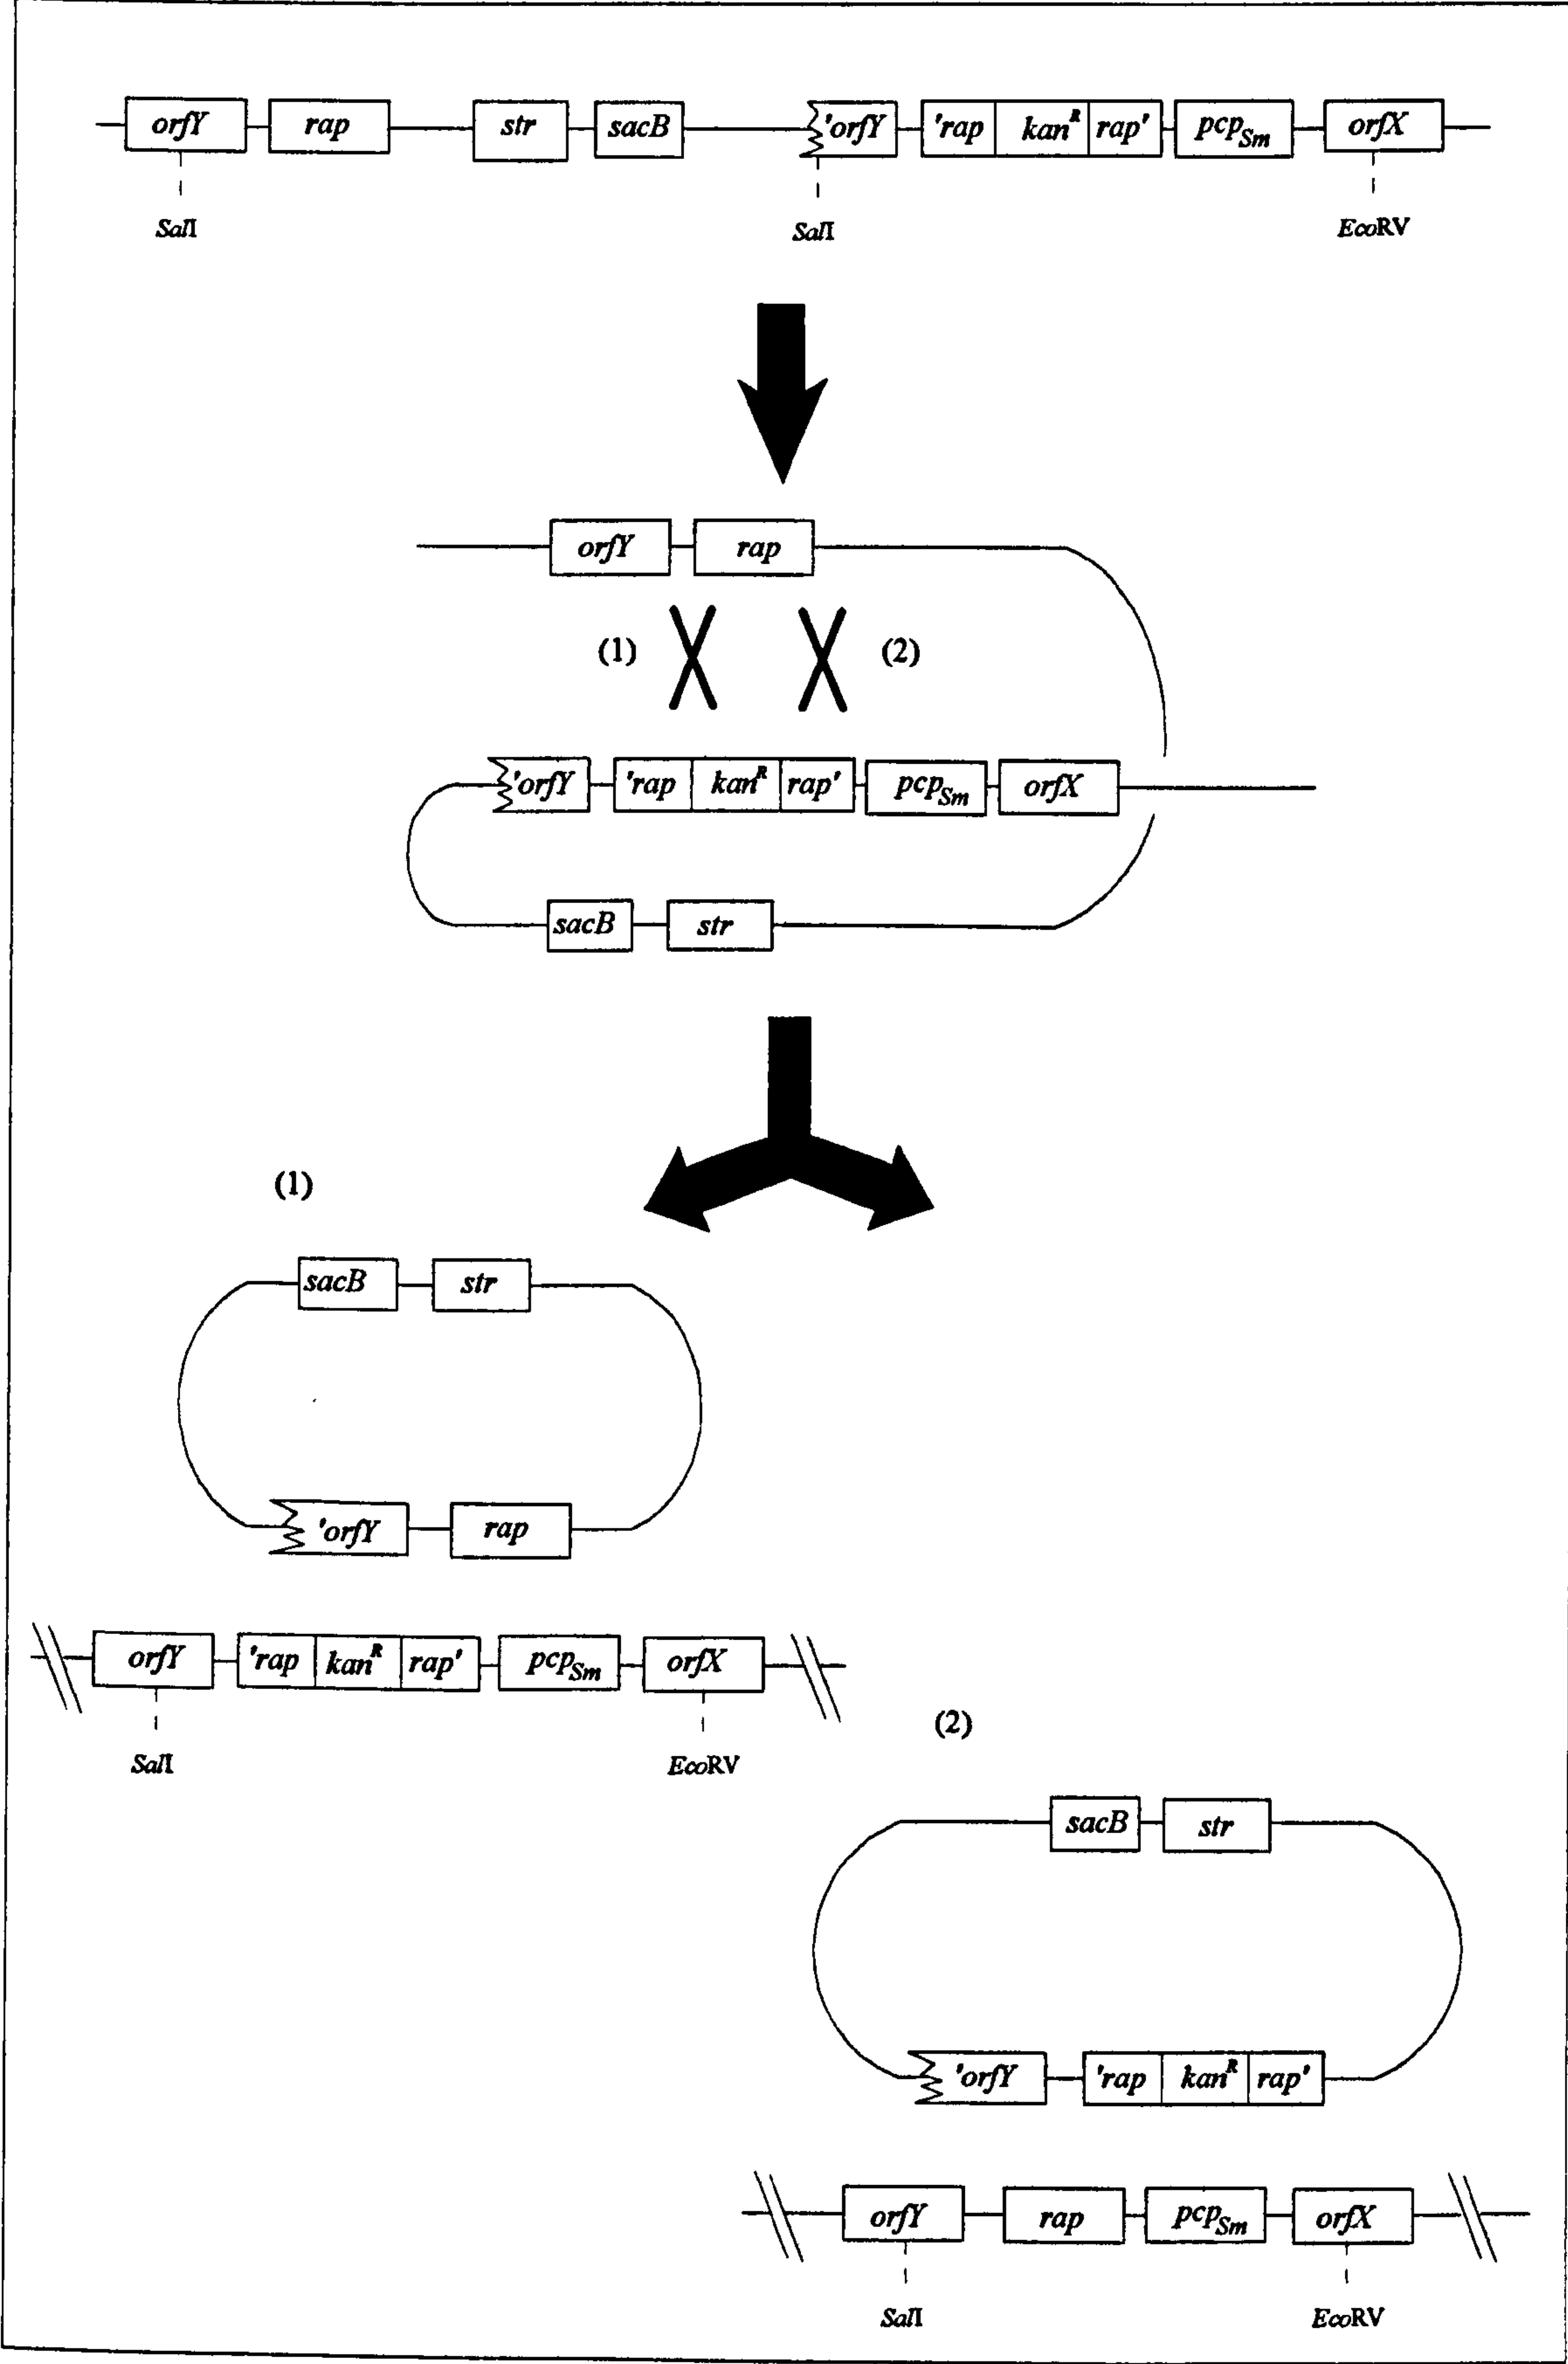 orfY rap str sacB 'orfY 'rap kanR rap' pcpSm orfX
SalI SalI EcoRV
orfY rap
(1) (2)
'orfY 'rap kanR rap' pcpSm orfX
sacB str
(1)
sacB str
'orfY rap
orfY 'rap kanR rap' pcpSm orfX
SalI EcoRV
(2)
sacB str
'orfY 'rap kanR rap'
orfY rap pcpSm orfX
SalI EcoRV